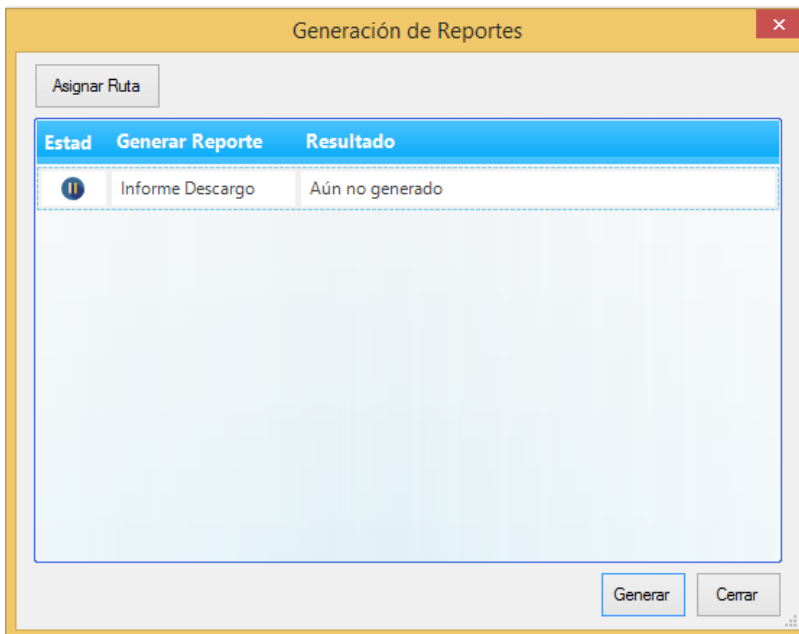 Generación de Reportes
Asignar Ruta
Estad Generar Reporte Resultado
Informe Descargo Aún no generado
Generar Cerrar